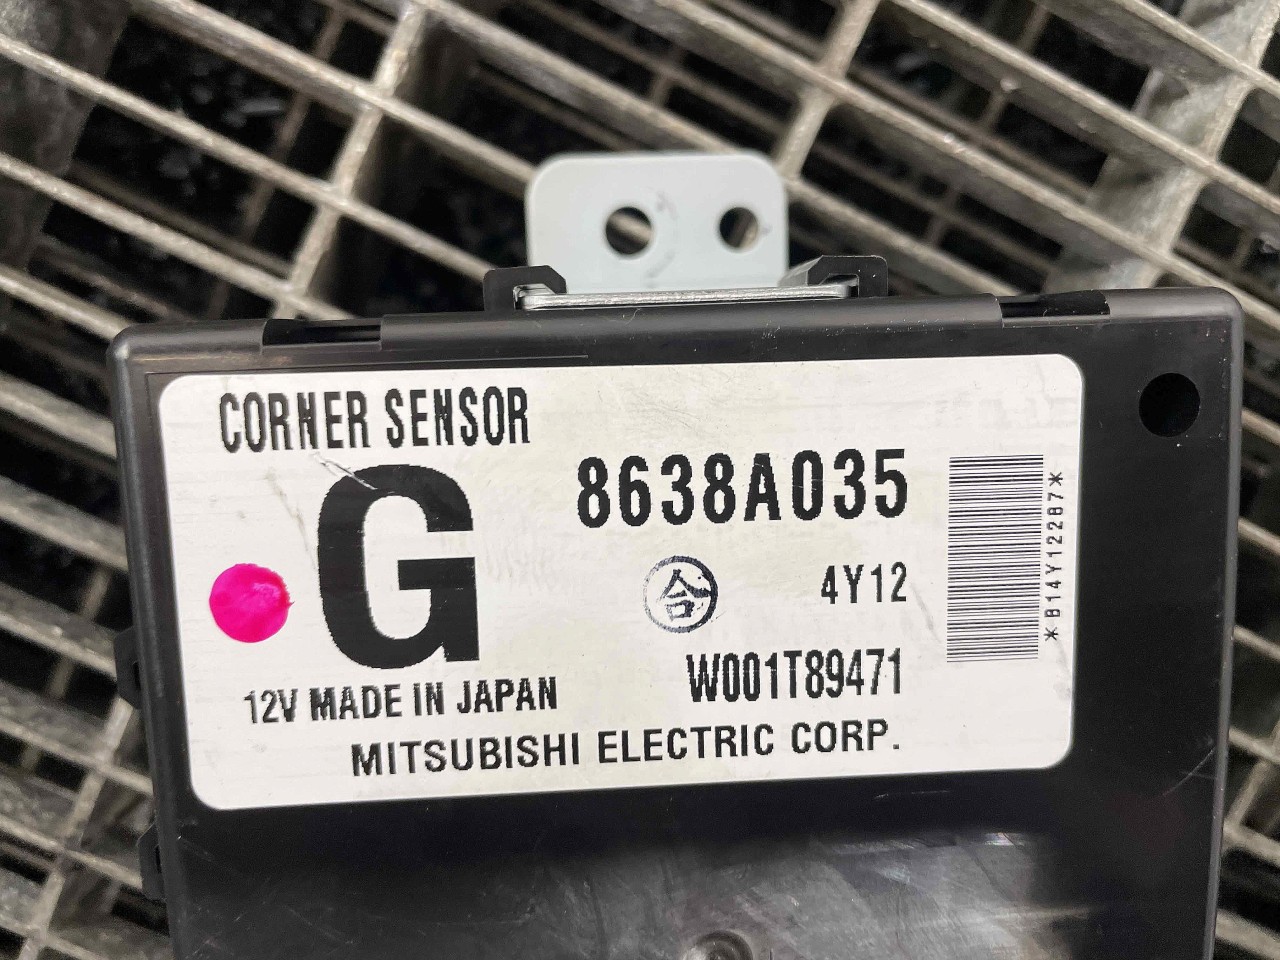 CORNER SENSOR
G
8638A035
合
4Y12
W001T89471
12V MADE IN JAPAN
MITSUBISHI ELECTRIC CORP.
*B14Y12287*